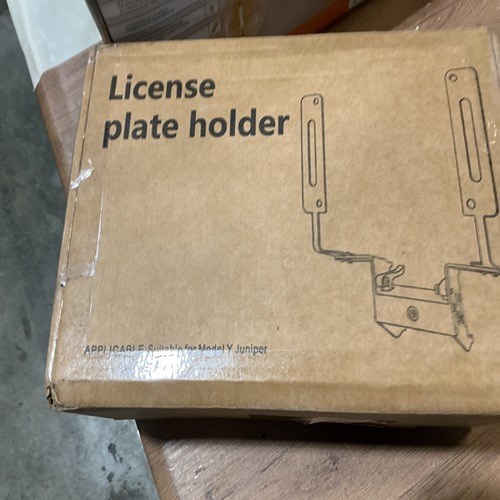 License
plate holder
APPLICABLE:Suitable for Model Y Juniper